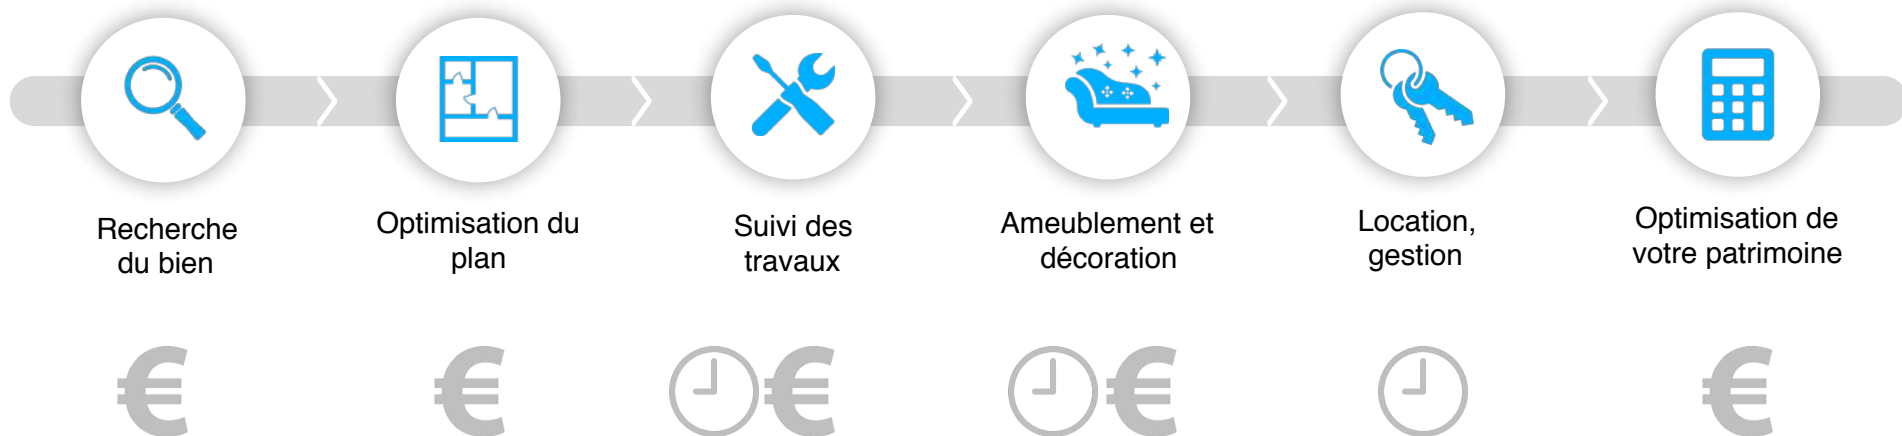 Recherche
du bien
Optimisation du
plan
Suivi des
travaux
Ameublement et
décoration
Location,
gestion
Optimisation de
votre patrimoine
€
€
€
€
€